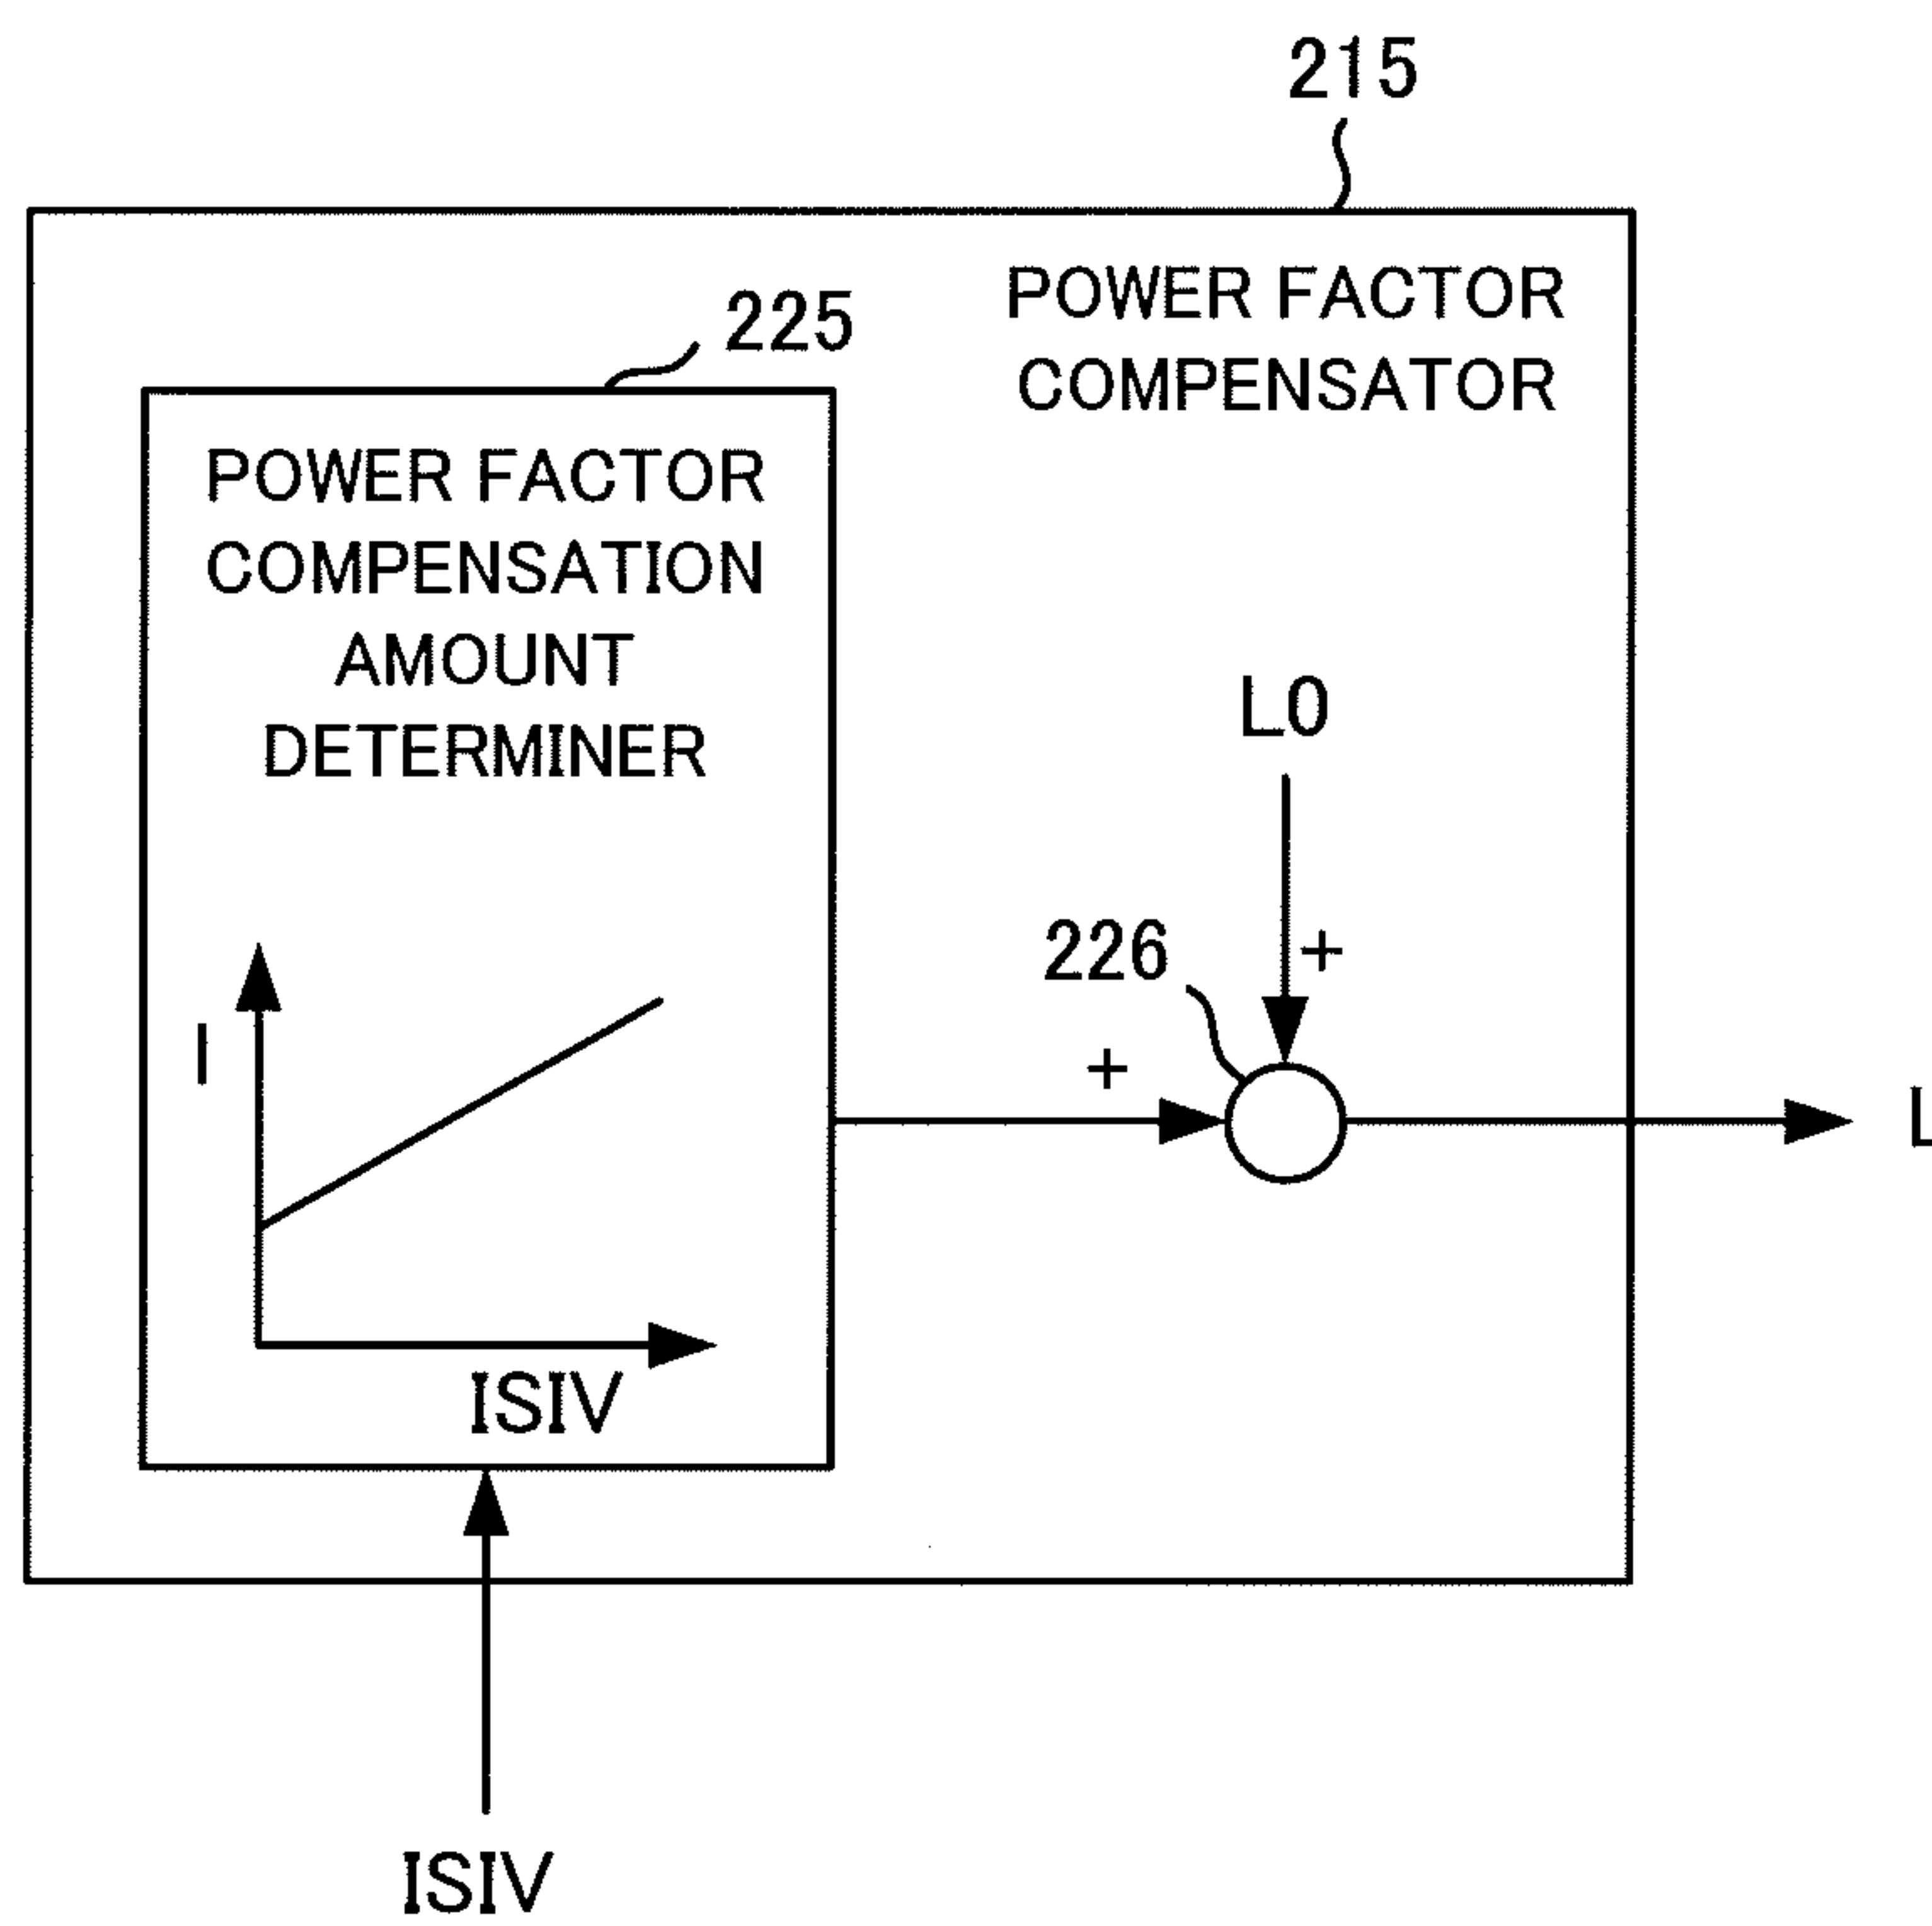 215
POWER FACTOR
COMPENSATOR
225
POWER FACTOR
COMPENSATION
AMOUNT
DETERMINER
L0
226
+
+
I
L
ISIV
ISIV